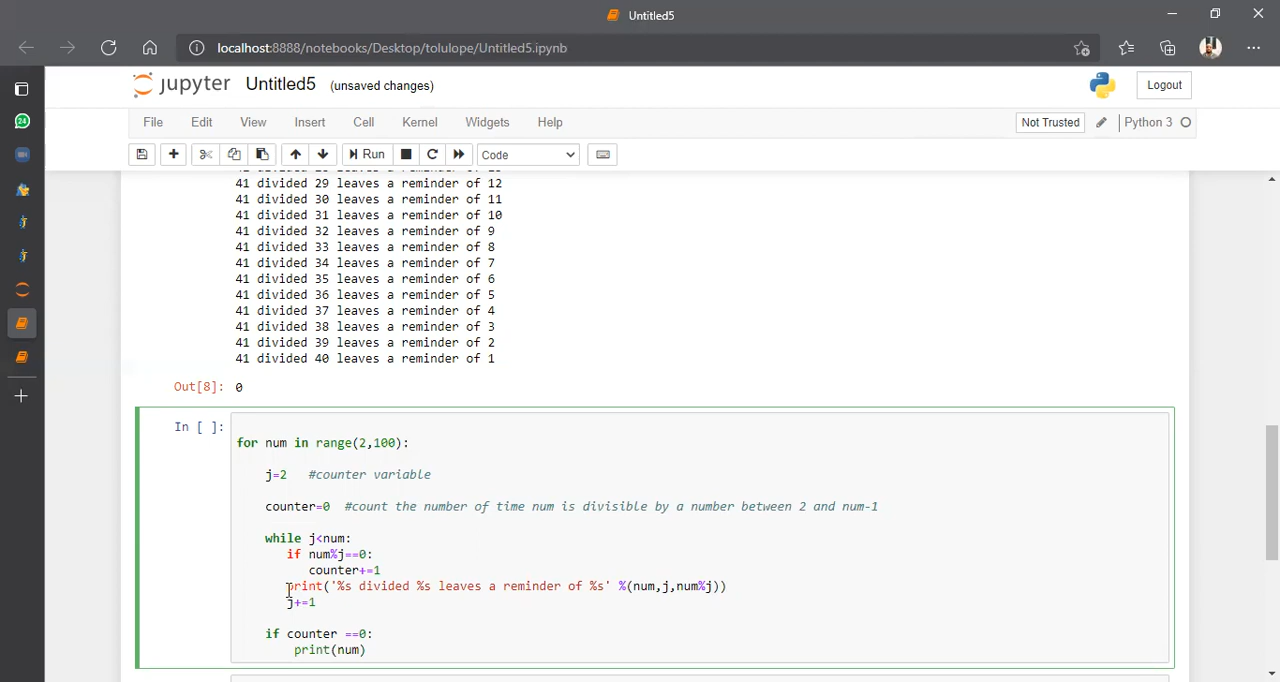 Untitled5
localhost:8888/notebooks/Desktop/tolulope/Untitled5.ipynb
24
jupyter Untitled5 (unsaved changes)
Logout
File Edit View Insert Cell Kernel Widgets Help
Not Trusted Python 3
Run Code
41 divided 29 leaves a reminder of 12
41 divided 30 leaves a reminder of 11
41 divided 31 leaves a reminder of 10
41 divided 32 leaves a reminder of 9
41 divided 33 leaves a reminder of 8
41 divided 34 leaves a reminder of 7
41 divided 35 leaves a reminder of 6
41 divided 36 leaves a reminder of 5
41 divided 37 leaves a reminder of 4
41 divided 38 leaves a reminder of 3
41 divided 39 leaves a reminder of 2
41 divided 40 leaves a reminder of 1
Out[8]: 0
In [ ]:
for num in range(2,100):
j=2 #counter variable
counter=0 #count the number of time num is divisible by a number between 2 and num-1
while j<num:
if num%j==0:
counter+=1
print('%s divided %s leaves a reminder of %s' %(num,j,num%j))
j+=1
if counter ==0:
print(num)